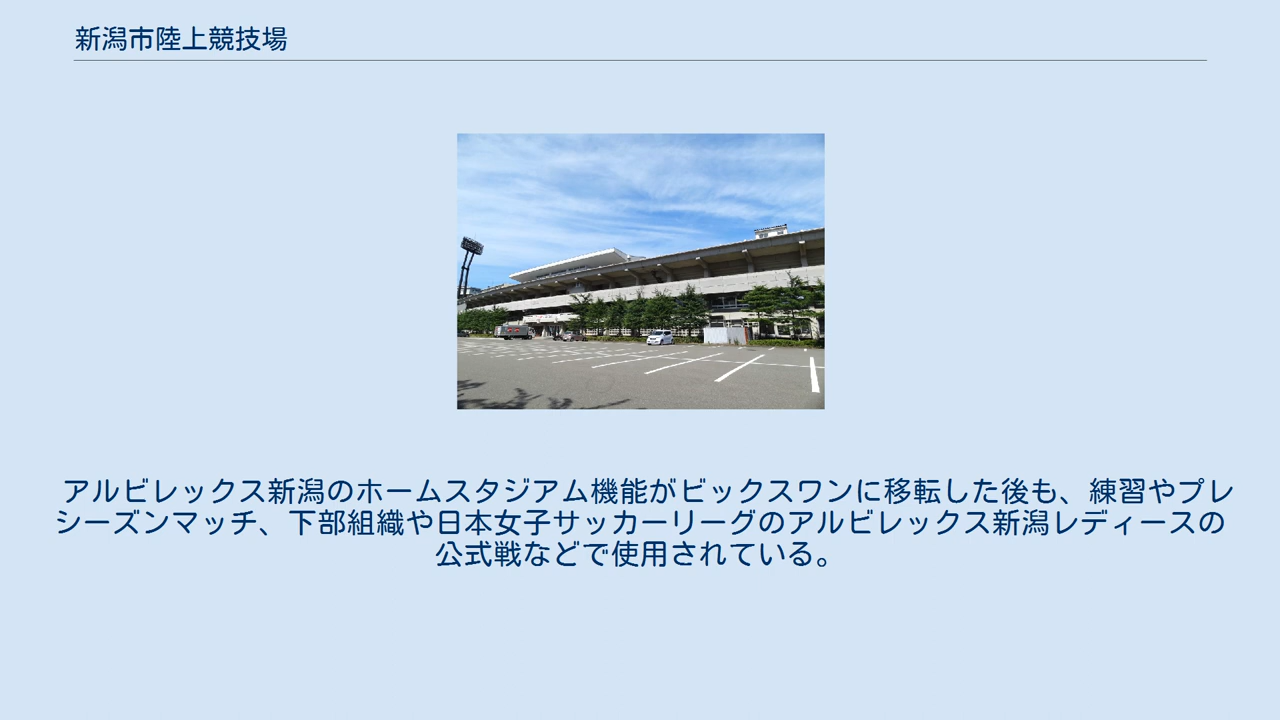 新潟市陸上競技場
アルビレックス新潟のホームスタジアム機能がビックスワンに移転した後も、練習やプレ
シーズンマッチ、下部組織や日本女子サッカーリーグのアルビレックス新潟レディースの
公式戦などで使用されている。